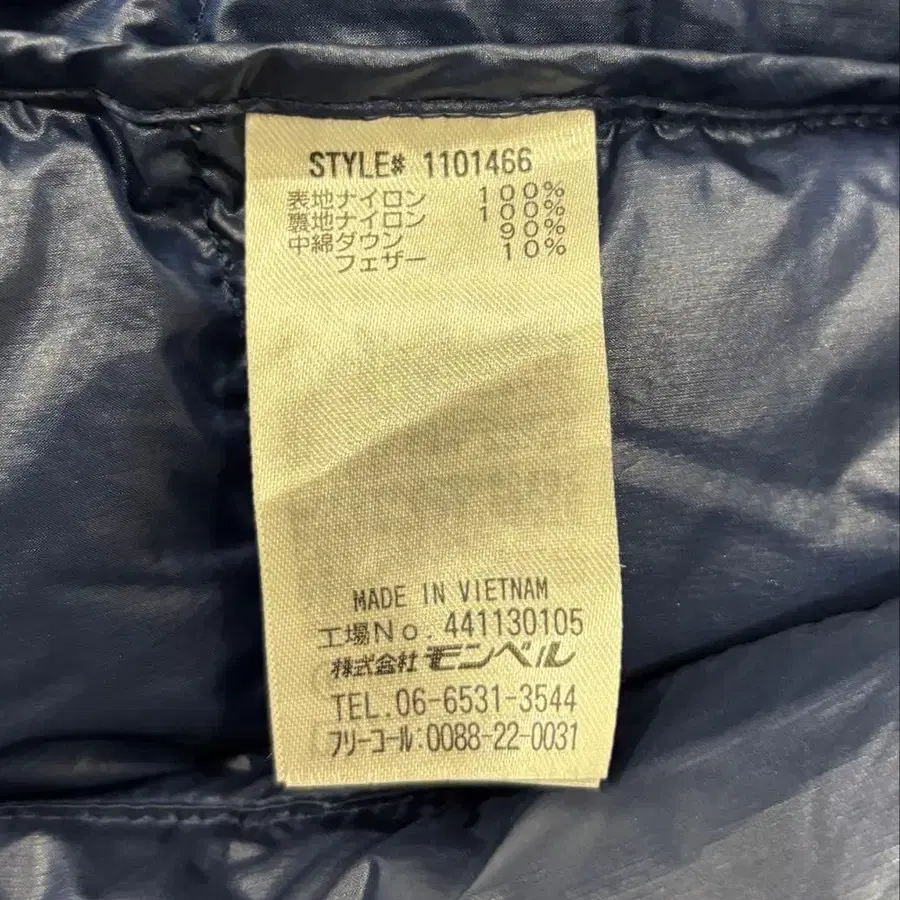 STYLE# 1101466
表地ナイロン 100%
裏地ナイロン 100%
中綿ダウン 90%
フェザー 10%
MADE IN VIETNAM
工場No. 441130105
株式会社モンベル
TEL.06-6531-3544
フリーコール:0088-22-0031